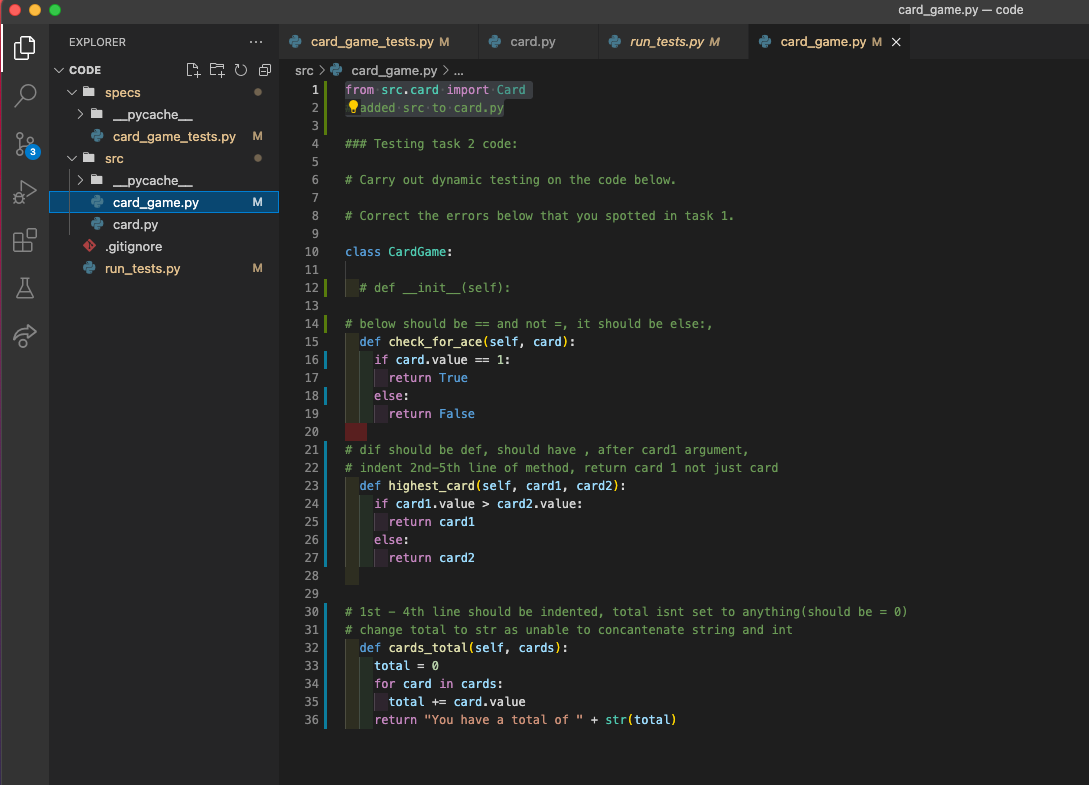 card_game.py — code
EXPLORER
...
card_game_tests.py M
card.py
run_tests.py M
card_game.py M
CODE
specs
__pycache__
card_game_tests.py M
src
__pycache__
card_game.py M
card.py
.gitignore
run_tests.py M
3
src > card_game.py > ...
1 from src.card import Card
2 added src to card.py
3
4 ### Testing task 2 code:
5
6 # Carry out dynamic testing on the code below.
7
8 # Correct the errors below that you spotted in task 1.
9
10 class CardGame:
11
12 # def __init__(self):
13
14 # below should be == and not =, it should be else:,
15 def check_for_ace(self, card):
16 if card.value == 1:
17 return True
18 else:
19 return False
20
21 # dif should be def, should have , after card1 argument,
22 # indent 2nd-5th line of method, return card 1 not just card
23 def highest_card(self, card1, card2):
24 if card1.value > card2.value:
25 return card1
26 else:
27 return card2
28
29
30 # 1st - 4th line should be indented, total isnt set to anything(should be = 0)
31 # change total to str as unable to concantenate string and int
32 def cards_total(self, cards):
33 total = 0
34 for card in cards:
35 total += card.value
36 return "You have a total of " + str(total)